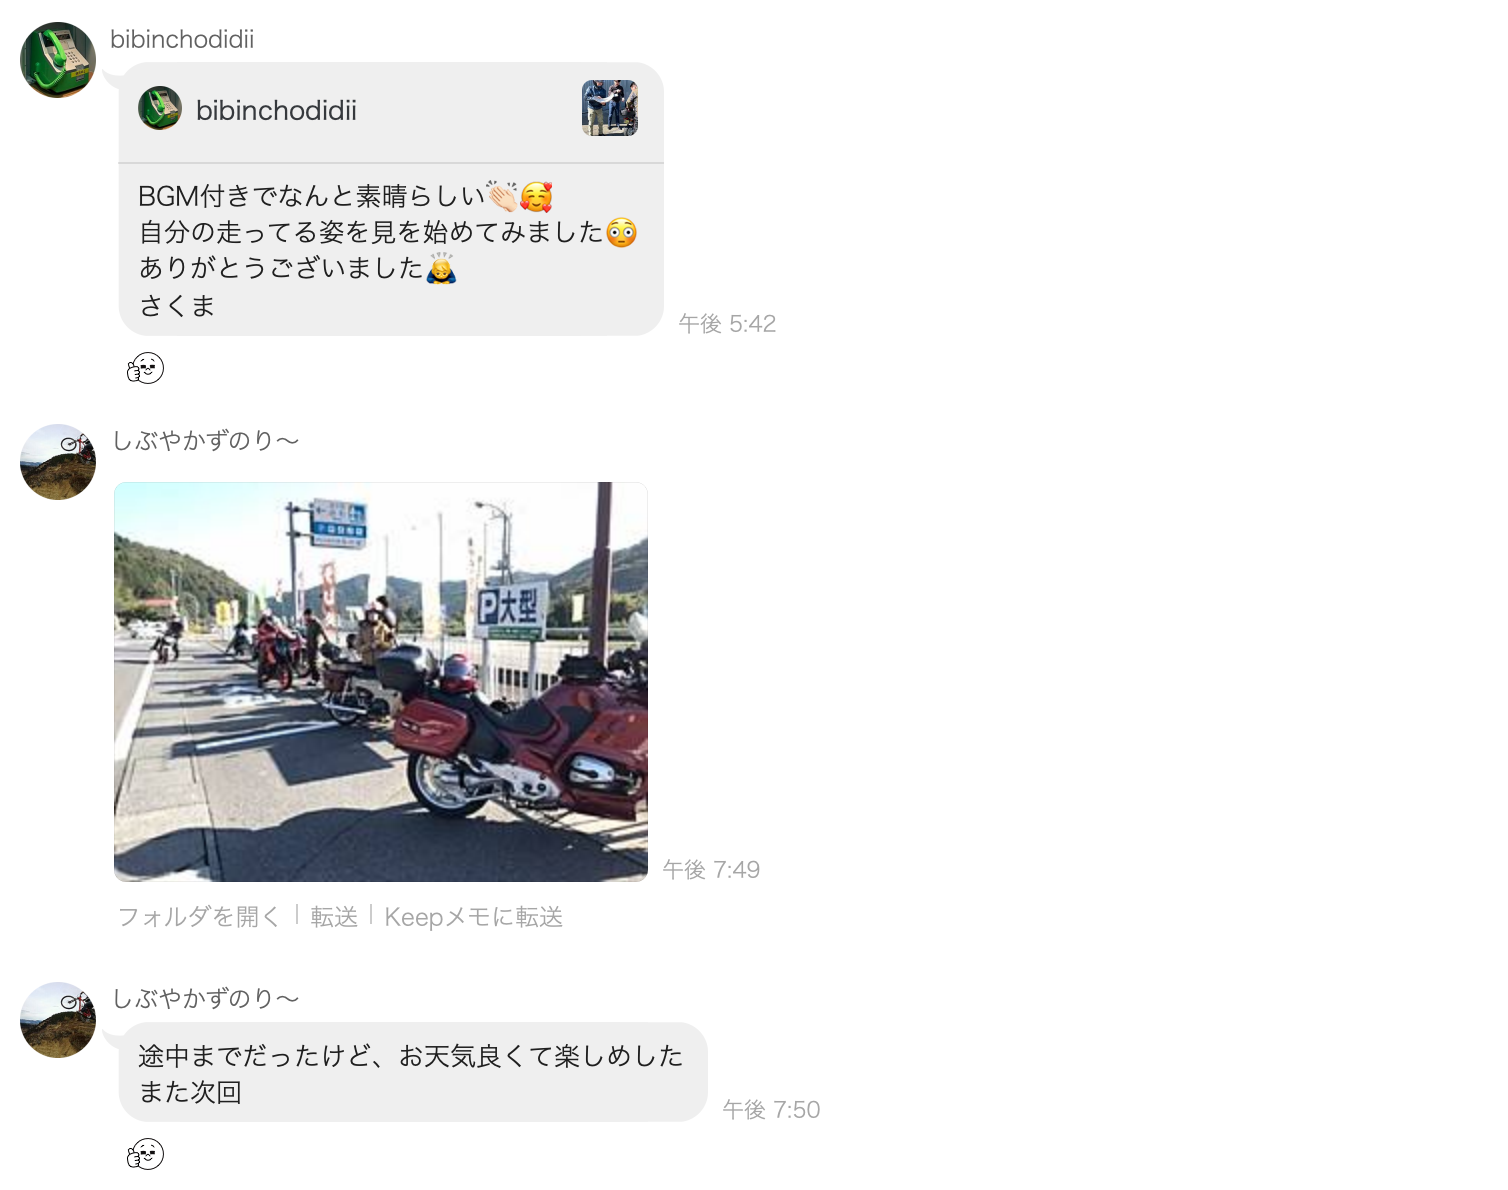 bibinchodidii
bibinchodidii
BGM付きでなんと素晴らしい👏🏻🥰
自分の走ってる姿を見を始めてみました😳
ありがとうございました🙇
さくま
午後 5:42
しぶやかずのり〜
P大型
午後 7:49
フォルダを開く | 転送 | Keepメモに転送
しぶやかずのり〜
途中までだったけど、お天気良くて楽しめした
また次回
午後 7:50